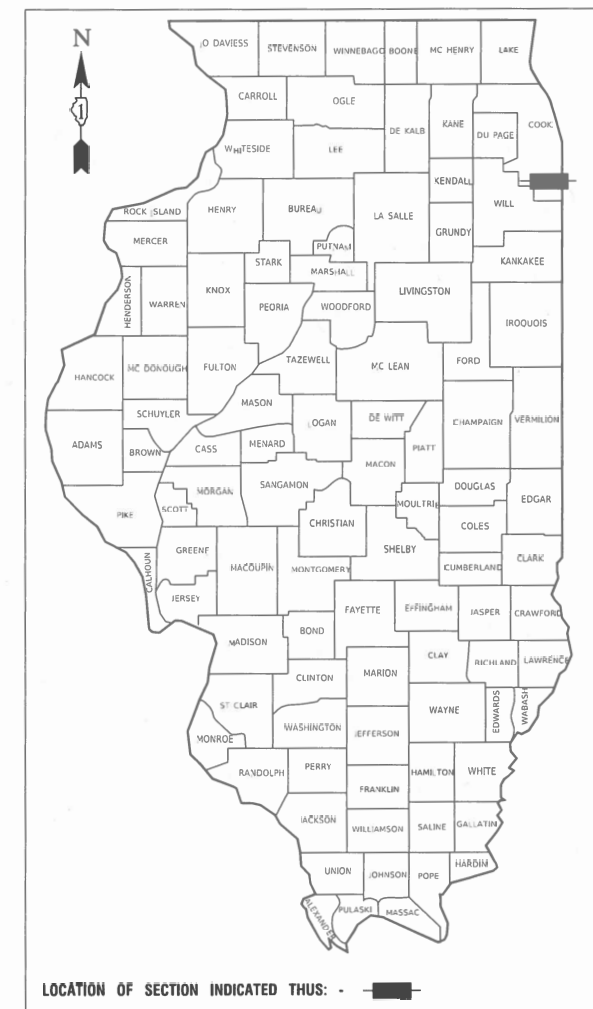 N
1
JO DAVIESS STEVENSON WINNEBAGO BOONE MC HENRY LAKE
CARROLL OGLE DE KALB KANE DU PAGE COOK
WHITESIDE LEE KENDALL WILL
ROCK ISLAND HENRY BUREAU LA SALLE GRUNDY
MERCER PUTNAM KANKAKEE
STARK MARSHALL
HENDERSON WARREN KNOX PEORIA WOODFORD LIVINGSTON IROQUOIS
HANCOCK MC DONOUGH FULTON TAZEWELL MC LEAN FORD
SCHUYLER MASON LOGAN DE WITT CHAMPAIGN VERMILION
ADAMS BROWN CASS MENARD PIATT
MACON
PIKE SCOTT MORGAN SANGAMON MOULTRIE DOUGLAS EDGAR
CHRISTIAN COLES
CALHOUN GREENE MACOUPIN MONTGOMERY SHELBY CUMBERLAND CLARK
JERSEY FAYETTE EFFINGHAM JASPER CRAWFORD
MADISON BOND
CLAY RICHLAND LAWRENCE
CLINTON MARION
ST CLAIR WAYNE EDWARDS WABASH
MONROE WASHINGTON JEFFERSON
RANDOLPH PERRY HAMILTON WHITE
FRANKLIN
JACKSON WILLIAMSON SALINE GALLATIN
UNION JOHNSON POPE HARDIN
ALEXANDER PULASKI MASSAC
LOCATION OF SECTION INDICATED THUS: -